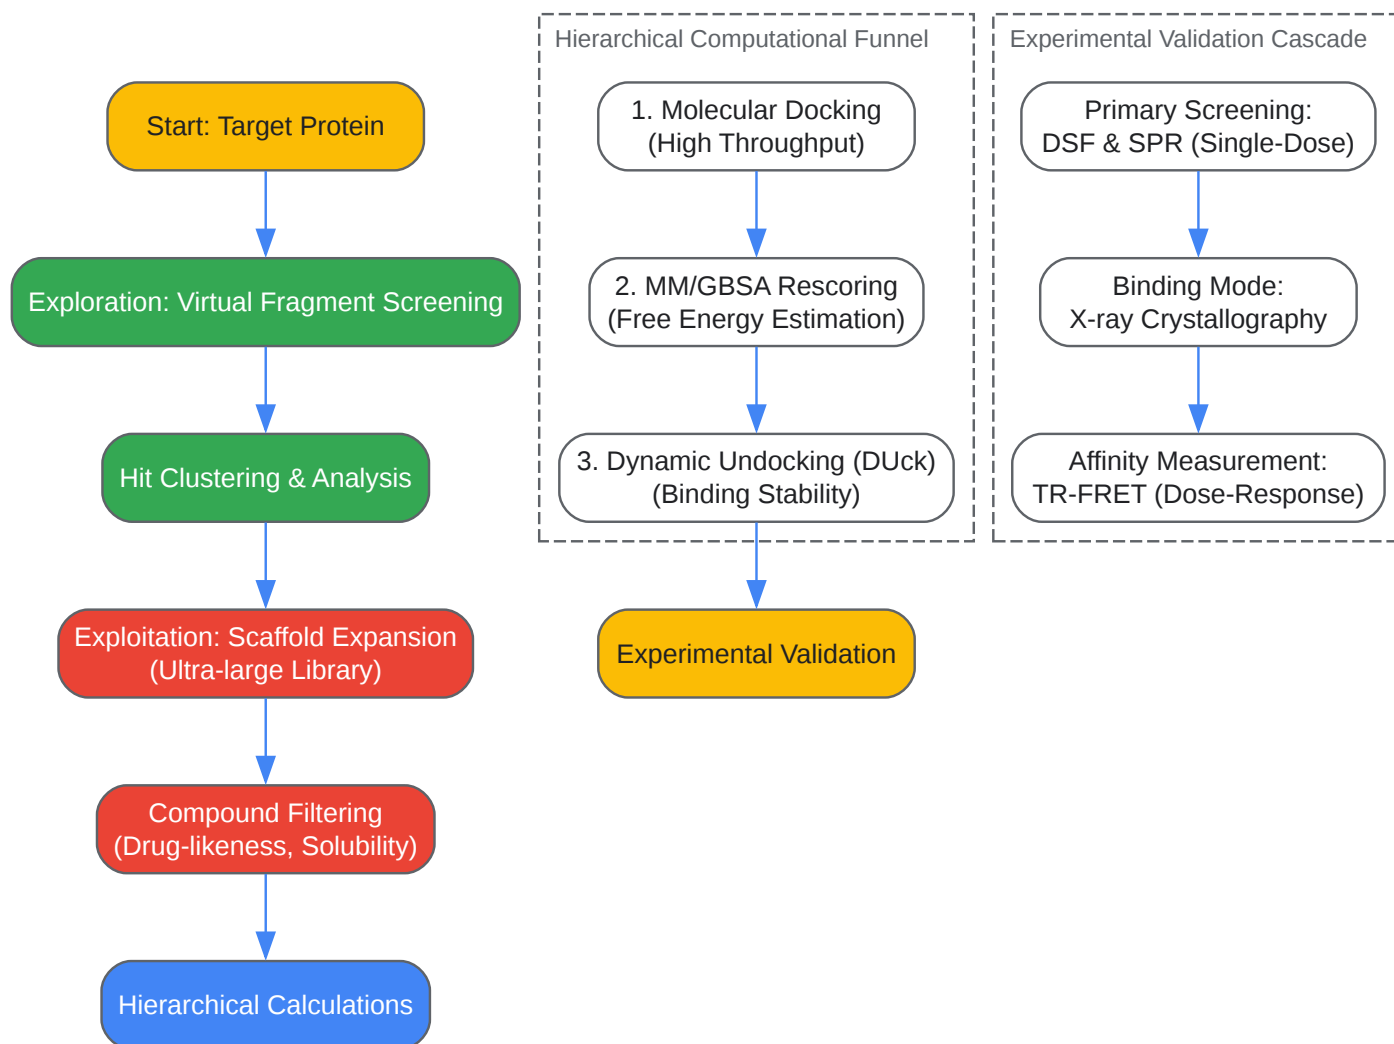 Start: Target Protein
Exploration: Virtual Fragment Screening
Hit Clustering & Analysis
Exploitation: Scaffold Expansion
(Ultra-large Library)
Compound Filtering
(Drug-likeness, Solubility)
Hierarchical Calculations
Hierarchical Computational Funnel
1. Molecular Docking
(High Throughput)
2. MM/GBSA Rescoring
(Free Energy Estimation)
3. Dynamic Undocking (DUck)
(Binding Stability)
Experimental Validation
Experimental Validation Cascade
Primary Screening:
DSF & SPR (Single-Dose)
Binding Mode:
X-ray Crystallography
Affinity Measurement:
TR-FRET (Dose-Response)